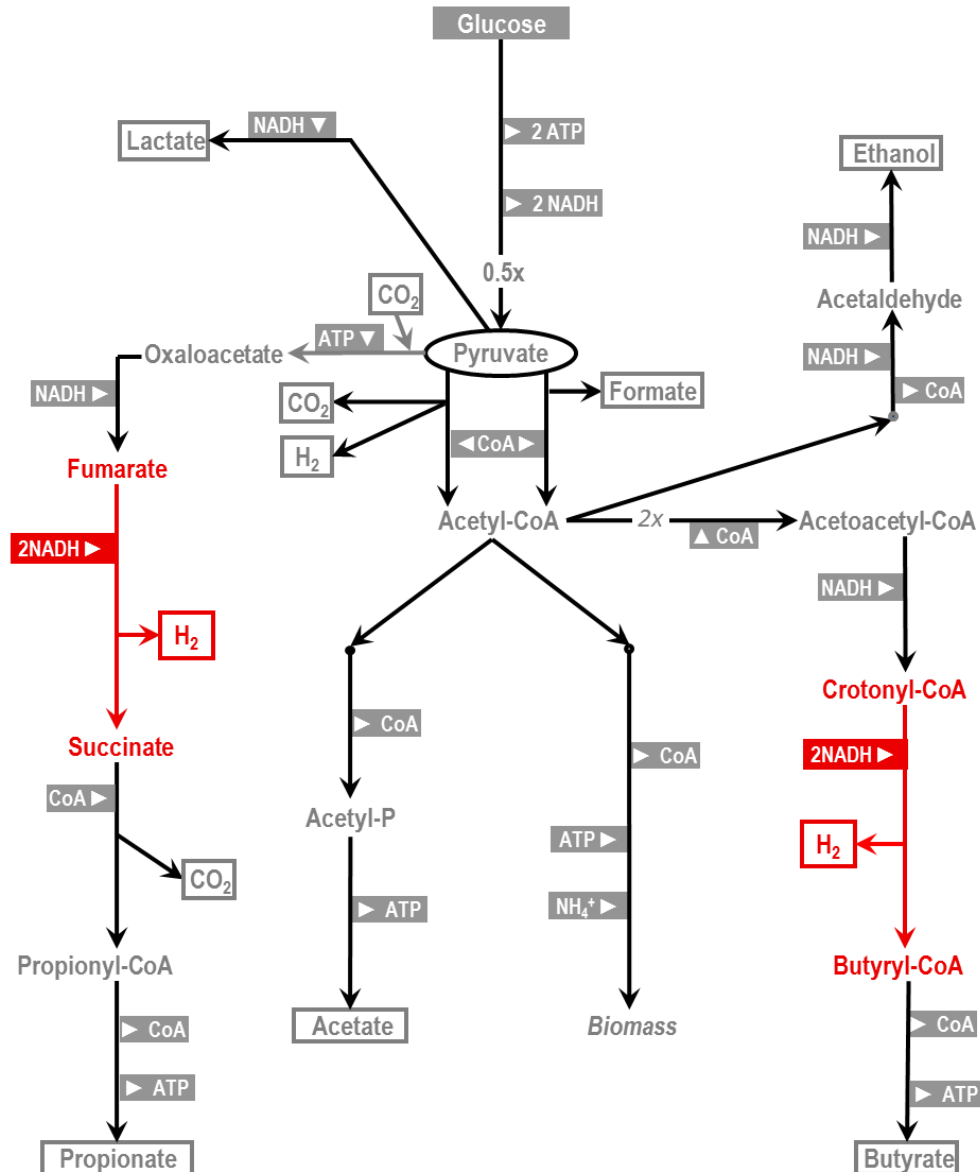 Glucose
NADH ▼
Lactate
► 2 ATP
Ethanol
► 2 NADH
NADH ►
0.5x
CO₂
Acetaldehyde
ATP ▼
Oxaloacetate
Pyruvate
NADH ►
NADH ►
CO₂
Formate
► CoA
H₂
◄CoA ►
Fumarate
Acetyl-CoA
2x
Acetoacetyl-CoA
▲ CoA
2NADH ►
NADH ►
H₂
Crotonyl-CoA
► CoA
Succinate
► CoA
2NADH ►
CoA ►
Acetyl-P
ATP ►
H₂
CO₂
► ATP
NH₄⁺ ►
Propionyl-CoA
Butyryl-CoA
Acetate
Biomass
► CoA
► CoA
► ATP
► ATP
Propionate
Butyrate